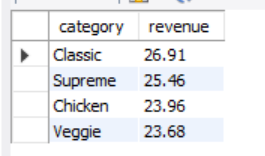 category revenue
Classic 26.91
Supreme 25.46
Chicken 23.96
Veggie 23.68